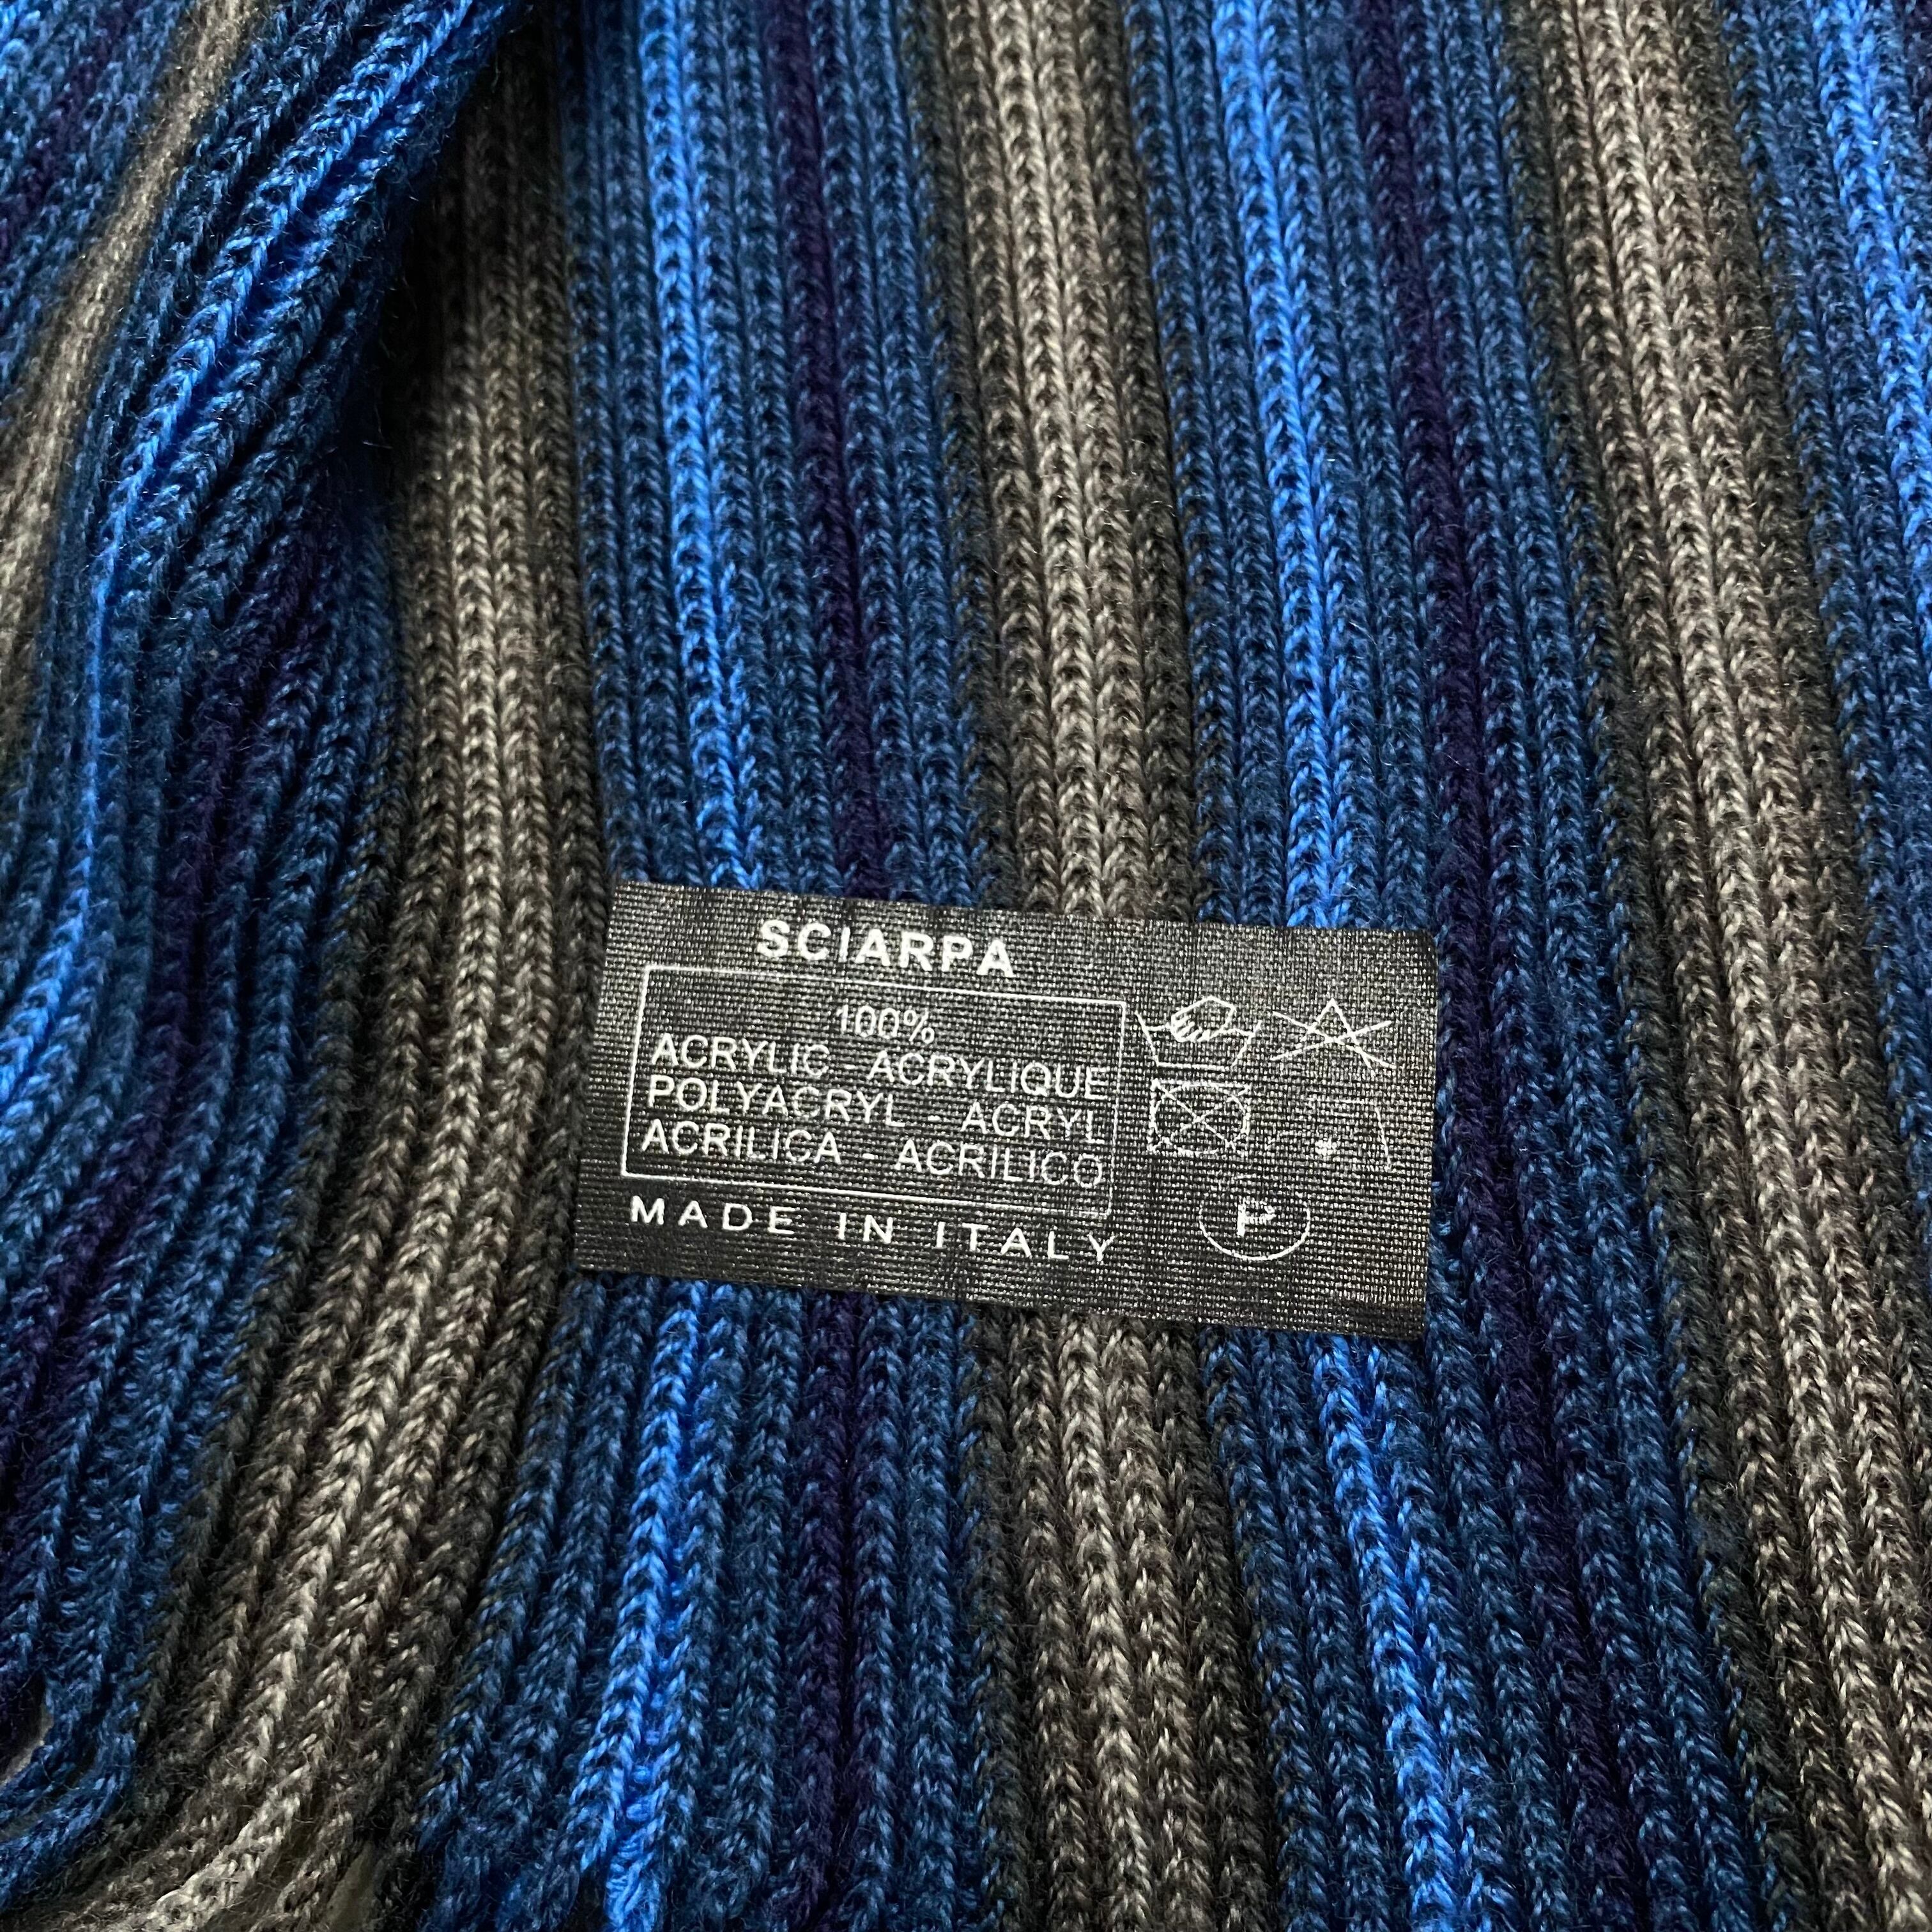 SCIARPA
100%
ACRYLIC - ACRYLIQUE
POLYACRYL - ACRYL
ACRILICA - ACRILICO
MADE IN ITALY
P